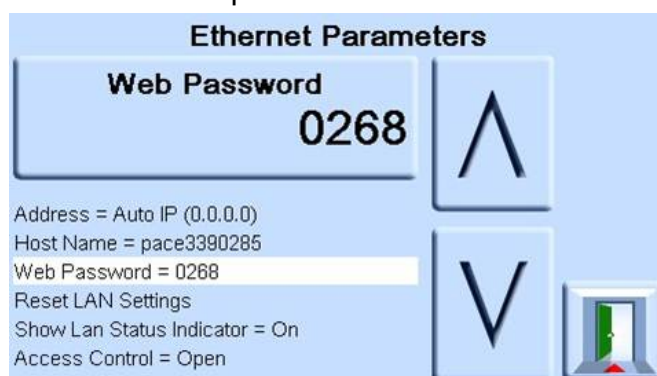 Ethernet Parameters
Web Password
0268
Address = Auto IP (0.0.0.0)
Host Name = pace3390285
Web Password = 0268
Reset LAN Settings
Show Lan Status Indicator = On
Access Control = Open